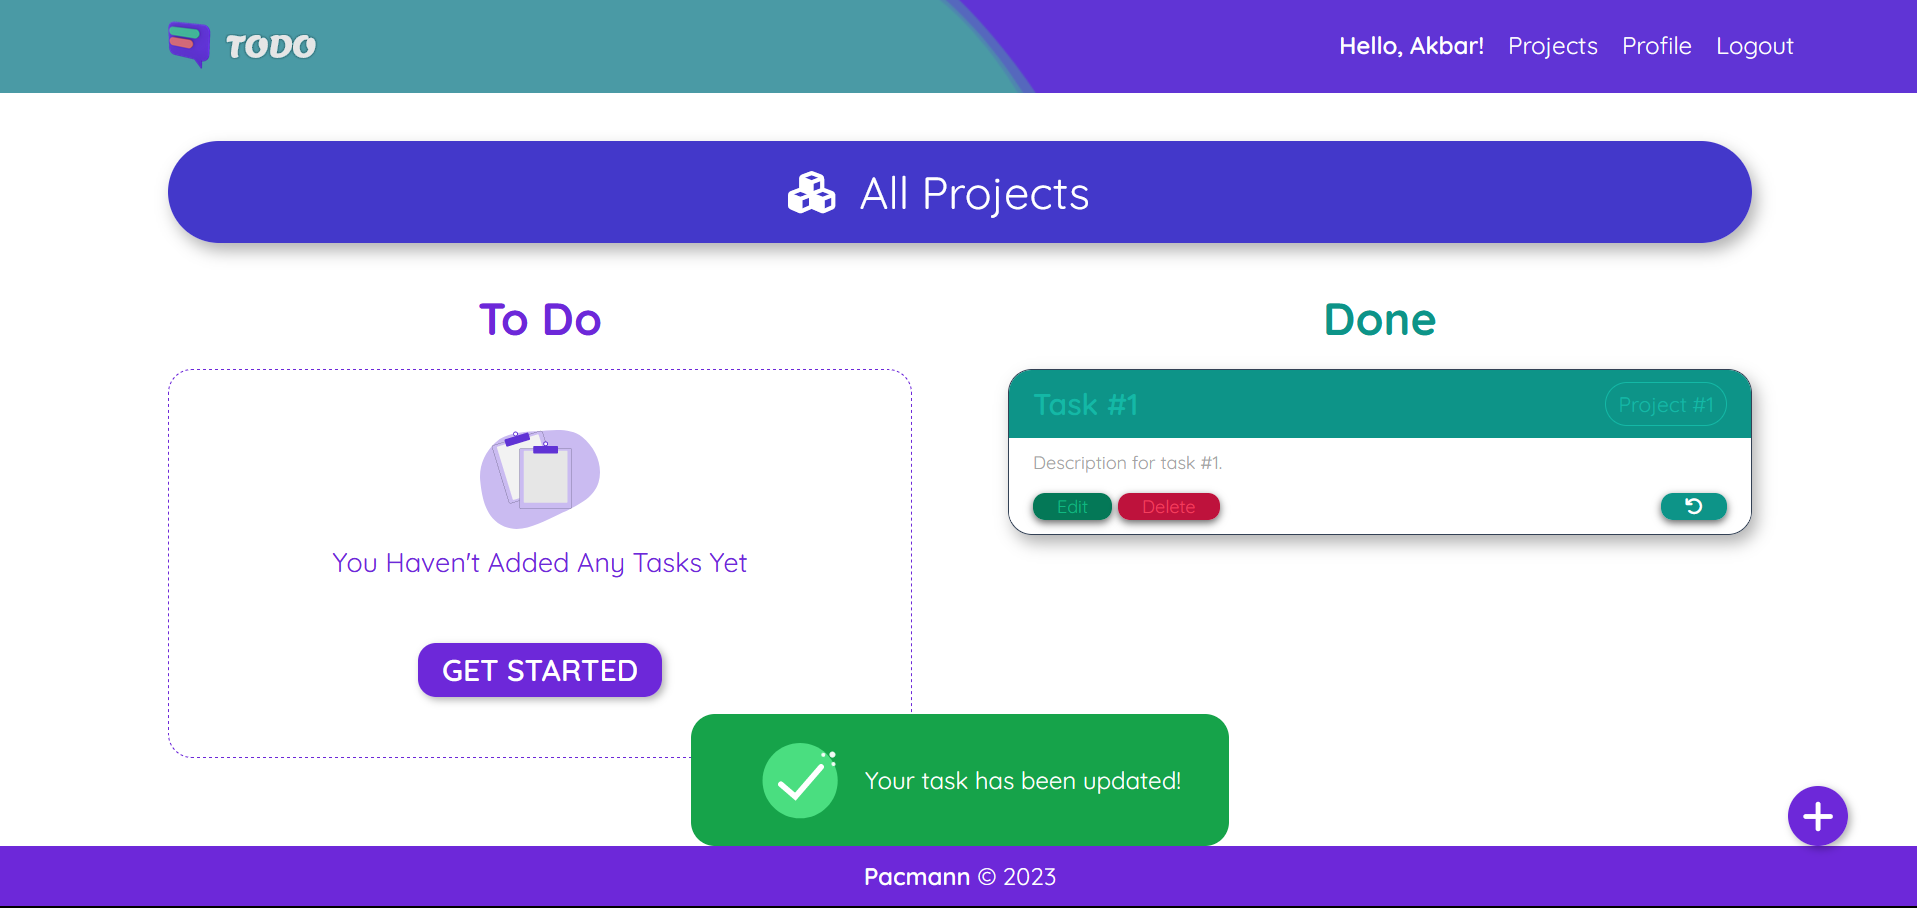 TODO
Hello, Akbar! Projects Profile Logout
All Projects
To Do
Done
You Haven't Added Any Tasks Yet
GET STARTED
Task #1
Project #1
Description for task #1.
Edit Delete
Your task has been updated!
Pacmann © 2023